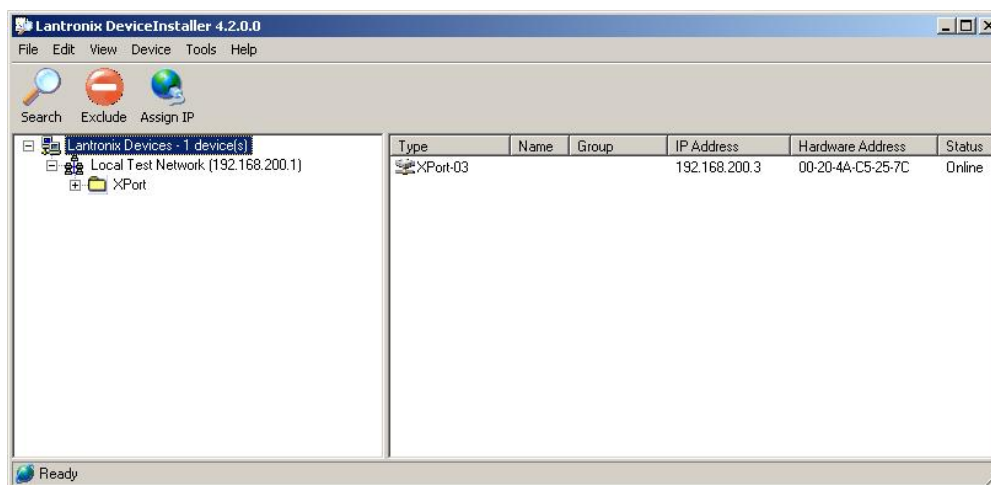 Lantronix DeviceInstaller 4.2.0.0
File Edit View Device Tools Help
Search Exclude Assign IP
Lantronix Devices - 1 device(s)
Local Test Network (192.168.200.1)
XPort
Type Name Group IP Address Hardware Address Status
XPort-03 192.168.200.3 00-20-4A-C5-25-7C Online
Ready